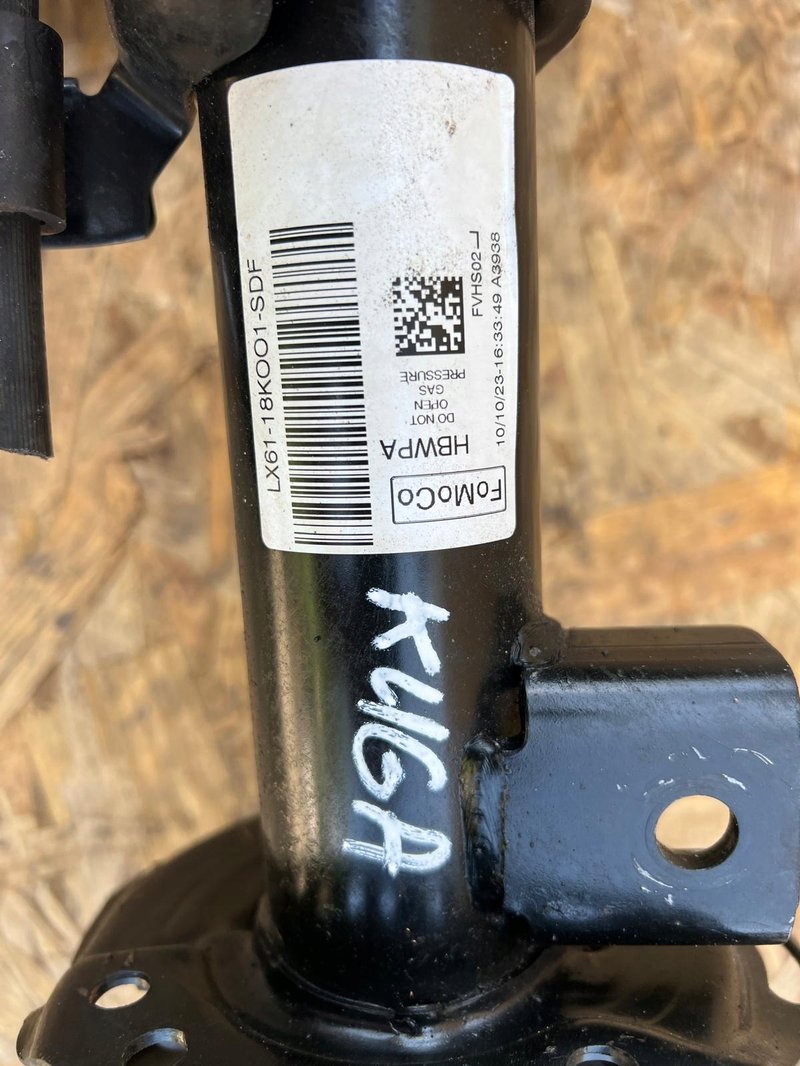 LX61-18K001-SDF
FoMoCo
HBWPA
DO NOT
OPEN
GAS
PRESSURE
FVHS02
10/10/23-16:33:49 A3938
KUGA